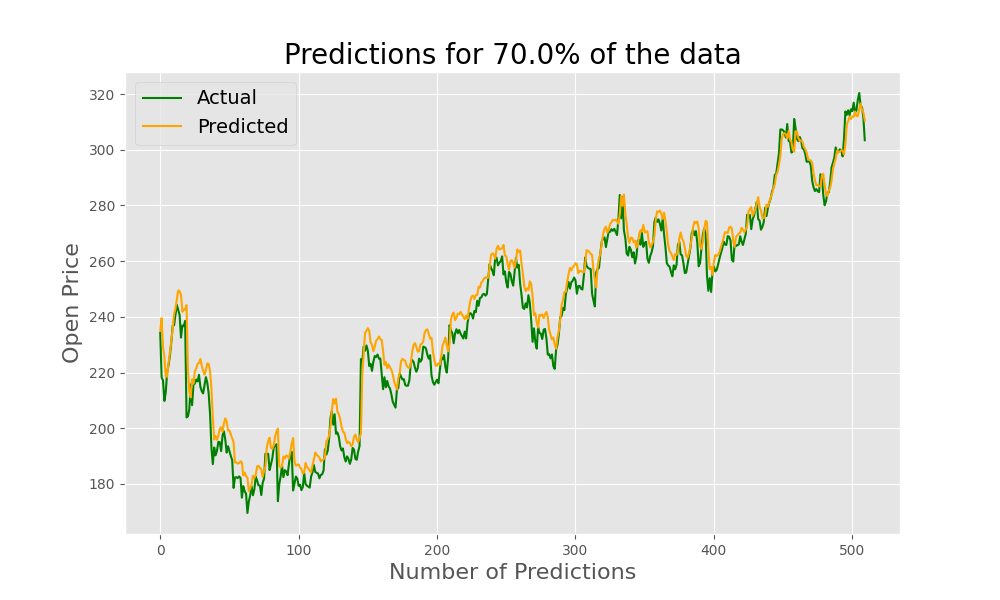 Predictions for 70.0% of the data
Actual
Predicted
Open Price
320
300
280
260
240
220
200
180
0 100 200 300 400 500
Number of Predictions